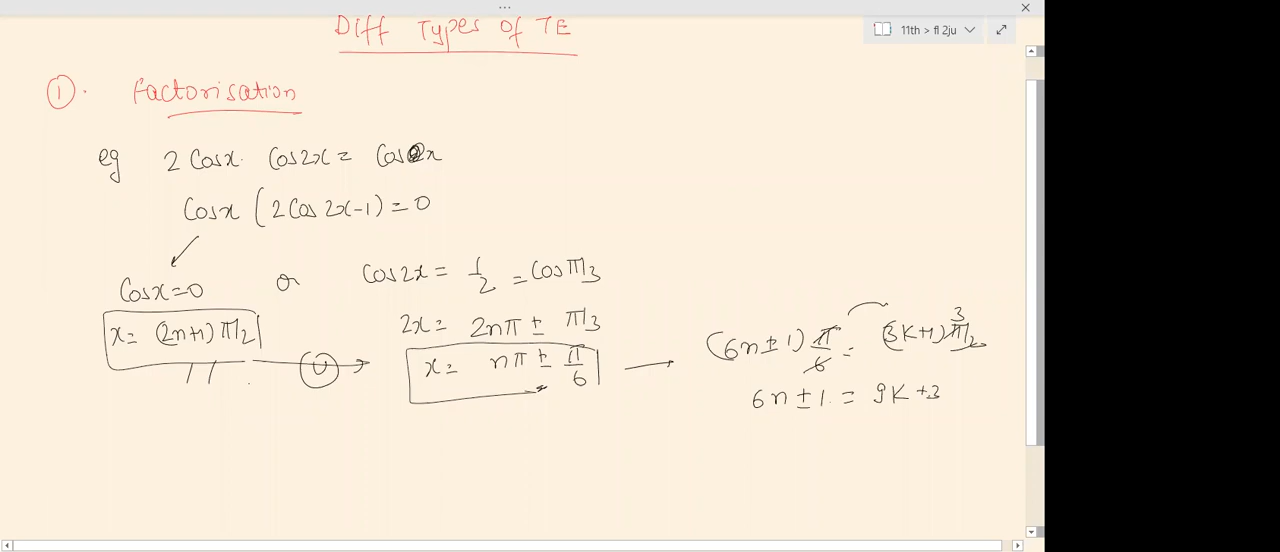 Diff Types of TE
11th > fl 2ju
①. Factorisation
eg 2 Cosx. Cos2x = Cosx
Cosx (2Cos2x-1) = 0
Cosx=0 or Cos2x = 1/2 = Cosπ/3
x= (2n+1) π/2
2x= 2nπ ± π/3
x= nπ ± π/6
U
(6n±1) π/6 = (3K+1) π/2 3
6n ± 1 = 9K +3